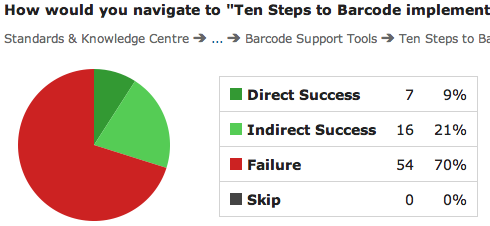 How would you navigate to "Ten Steps to Barcode implement
Standards & Knowledge Centre ➔ ... ➔ Barcode Support Tools ➔ Ten Steps to Ba
Direct Success 7 9%
Indirect Success 16 21%
Failure 54 70%
Skip 0 0%